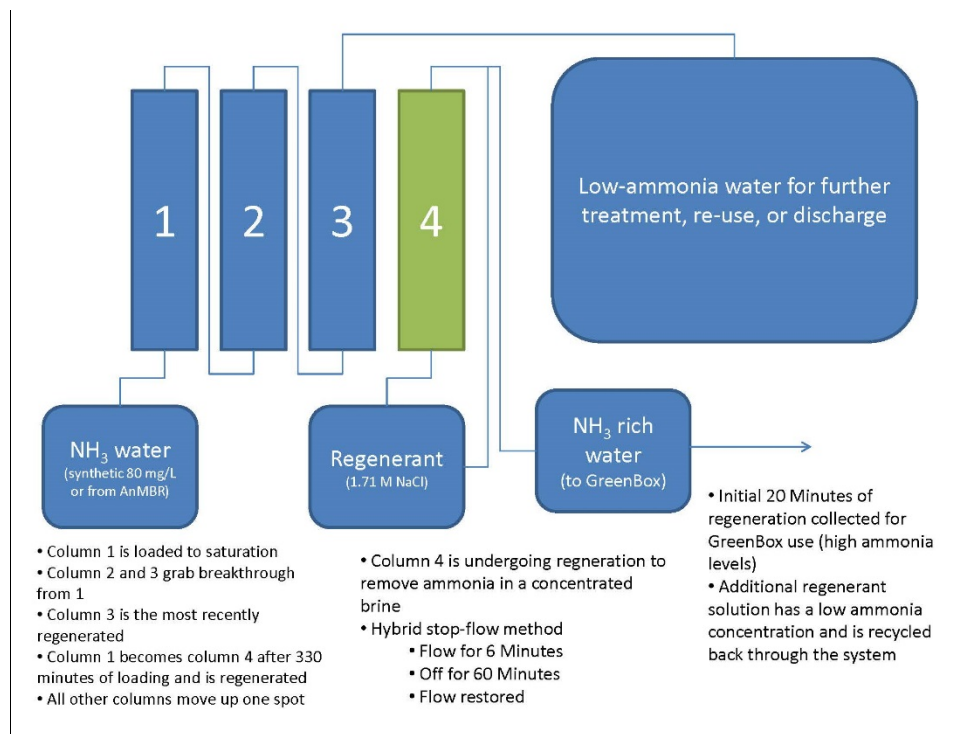 1
2
3
4
Low-ammonia water for further
treatment, re-use, or discharge
NH₃ water
(synthetic 80 mg/L
or from AnMBR)
Regenerant
(1.71 M NaCl)
NH₃ rich
water
(to GreenBox)
• Column 1 is loaded to saturation
• Column 2 and 3 grab breakthrough
from 1
• Column 3 is the most recently
regenerated
• Column 1 becomes column 4 after 330
minutes of loading and is regenerated
• All other columns move up one spot
• Column 4 is undergoing regneration to
remove ammonia in a concentrated
brine
• Hybrid stop-flow method
• Flow for 6 Minutes
• Off for 60 Minutes
• Flow restored
• Initial 20 Minutes of
regeneration collected for
GreenBox use (high ammonia
levels)
• Additional regenerant
solution has a low ammonia
concentration and is recycled
back through the system